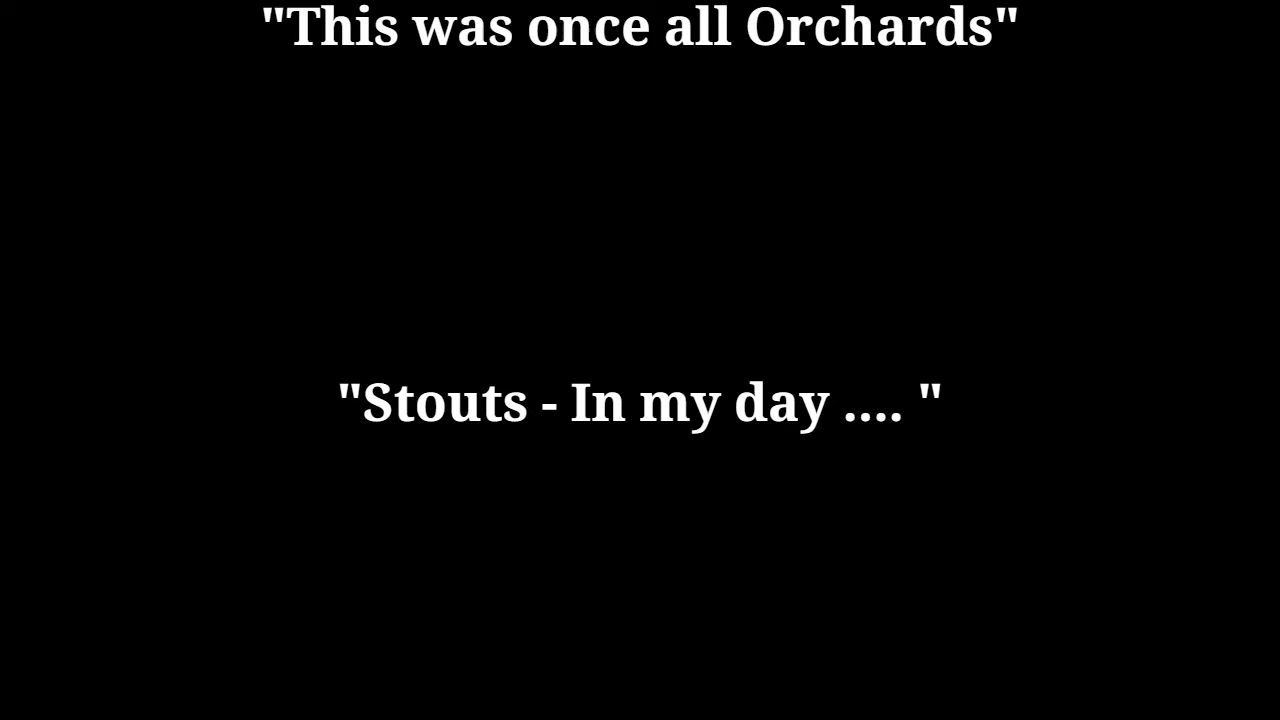 "This was once all Orchards"
"Stouts - In my day .... "